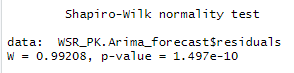 Shapiro-Wilk normality test
data:  WSR_PK.Arima_forecast$residuals
W = 0.99208, p-value = 1.497e-10